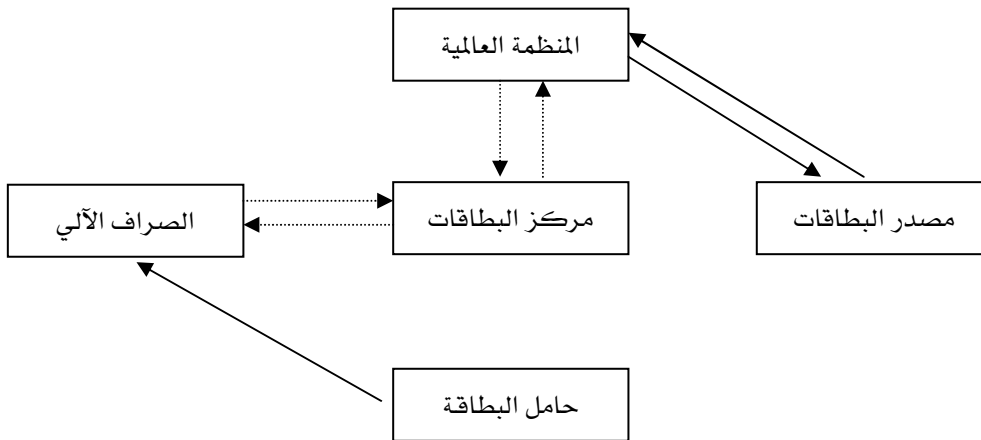 المنظمة العالمية
مصدر البطاقات
مركز البطاقات
الصراف الآلي
حامل البطاقة